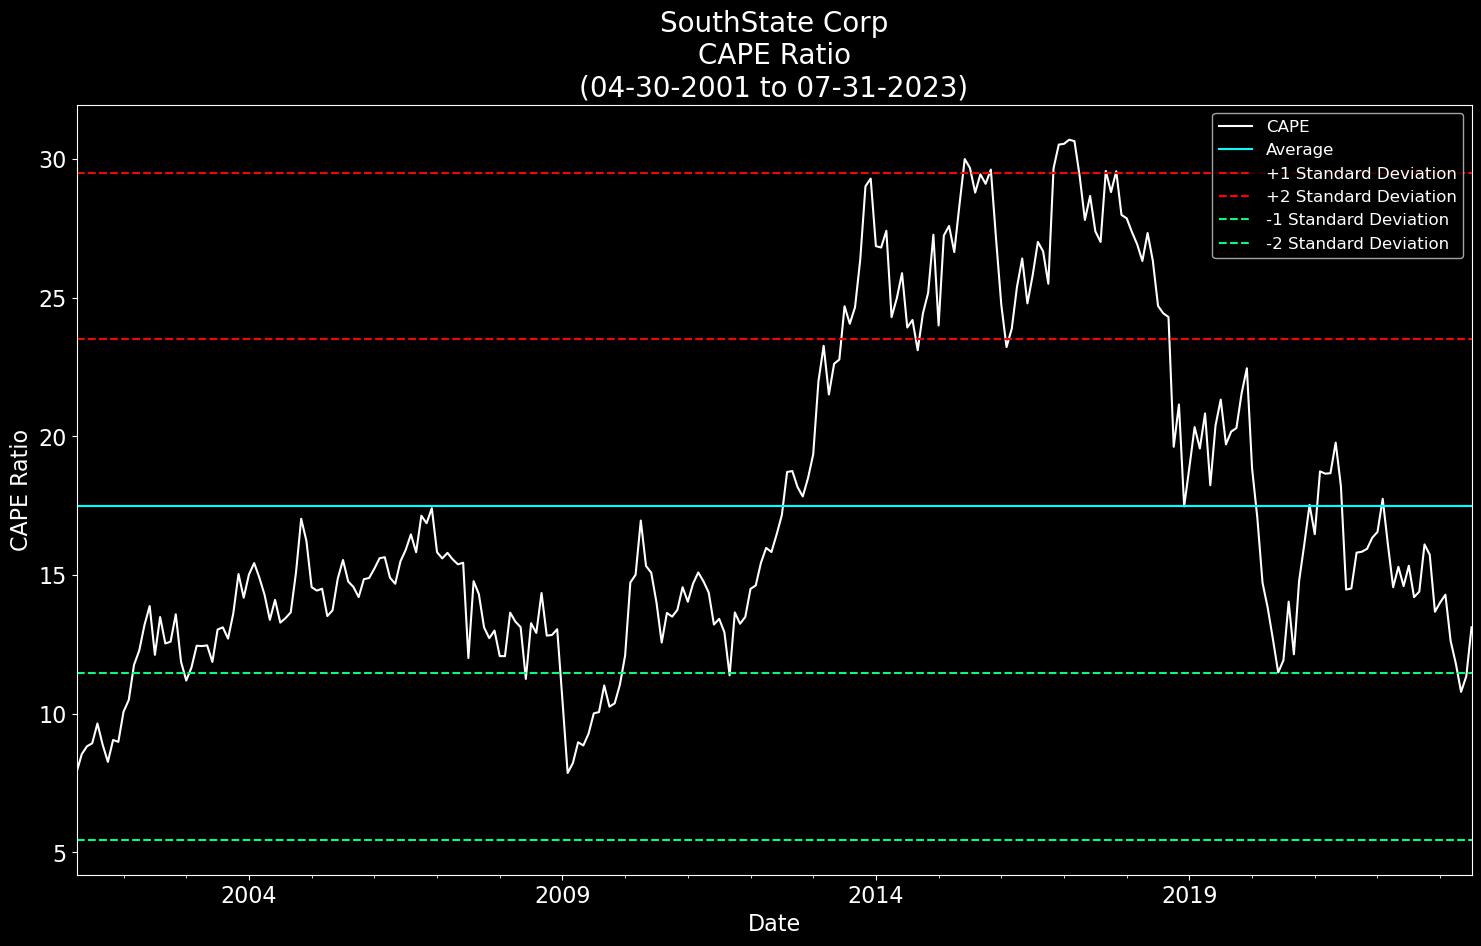 SouthState Corp
CAPE Ratio
(04-30-2001 to 07-31-2023)
CAPE
Average
+1 Standard Deviation
+2 Standard Deviation
-1 Standard Deviation
-2 Standard Deviation
CAPE Ratio
30
25
20
15
10
5
2004
2009
2014
2019
Date